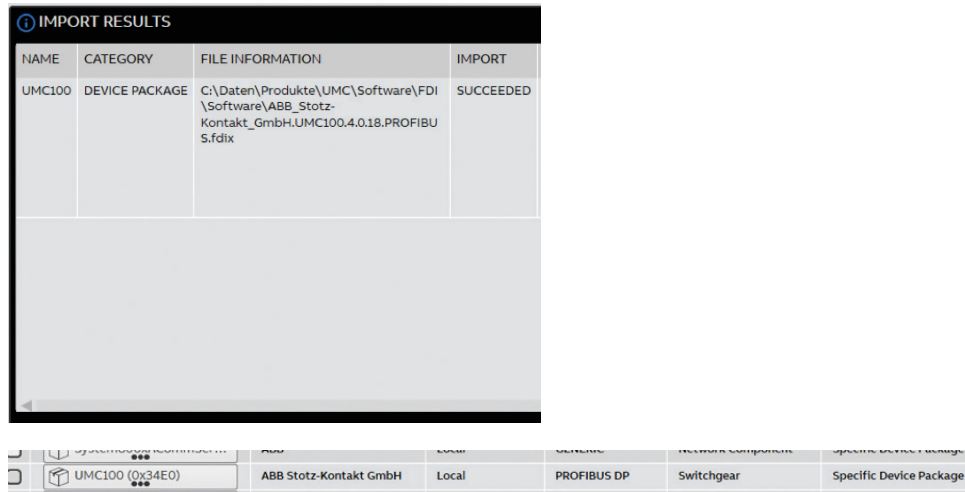 IMPORT RESULTS
NAME CATEGORY FILE INFORMATION IMPORT
UMC100 DEVICE PACKAGE C:\Daten\Produkte\UMC\Software\FDI SUCCEEDED
\Software\ABB_Stotz-
Kontakt_GmbH.UMC100.4.0.18.PROFIBU
S.fdix
ABB Local GENERIC Network Component Specific Device Package
UMC100 (0x34E0) ABB Stotz-Kontakt GmbH Local PROFIBUS DP Switchgear Specific Device Package